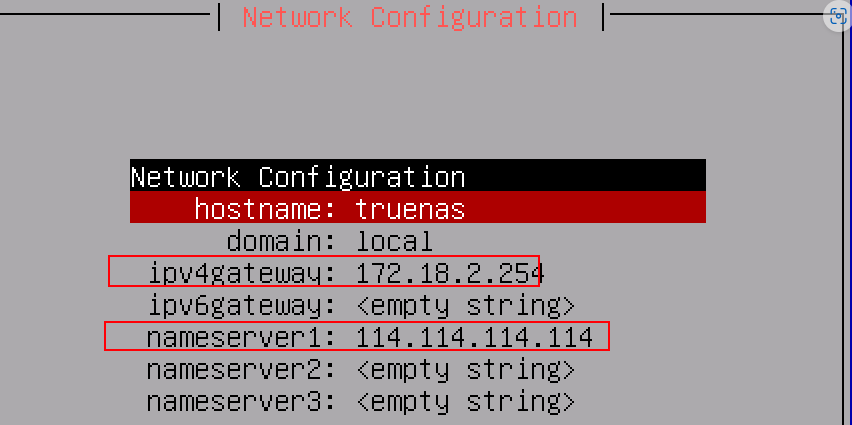 Network Configuration
Network Configuration
hostname: truenas
domain: local
ipv4gateway: 172.18.2.254
ipv6gateway: <empty string>
nameserver1: 114.114.114.114
nameserver2: <empty string>
nameserver3: <empty string>